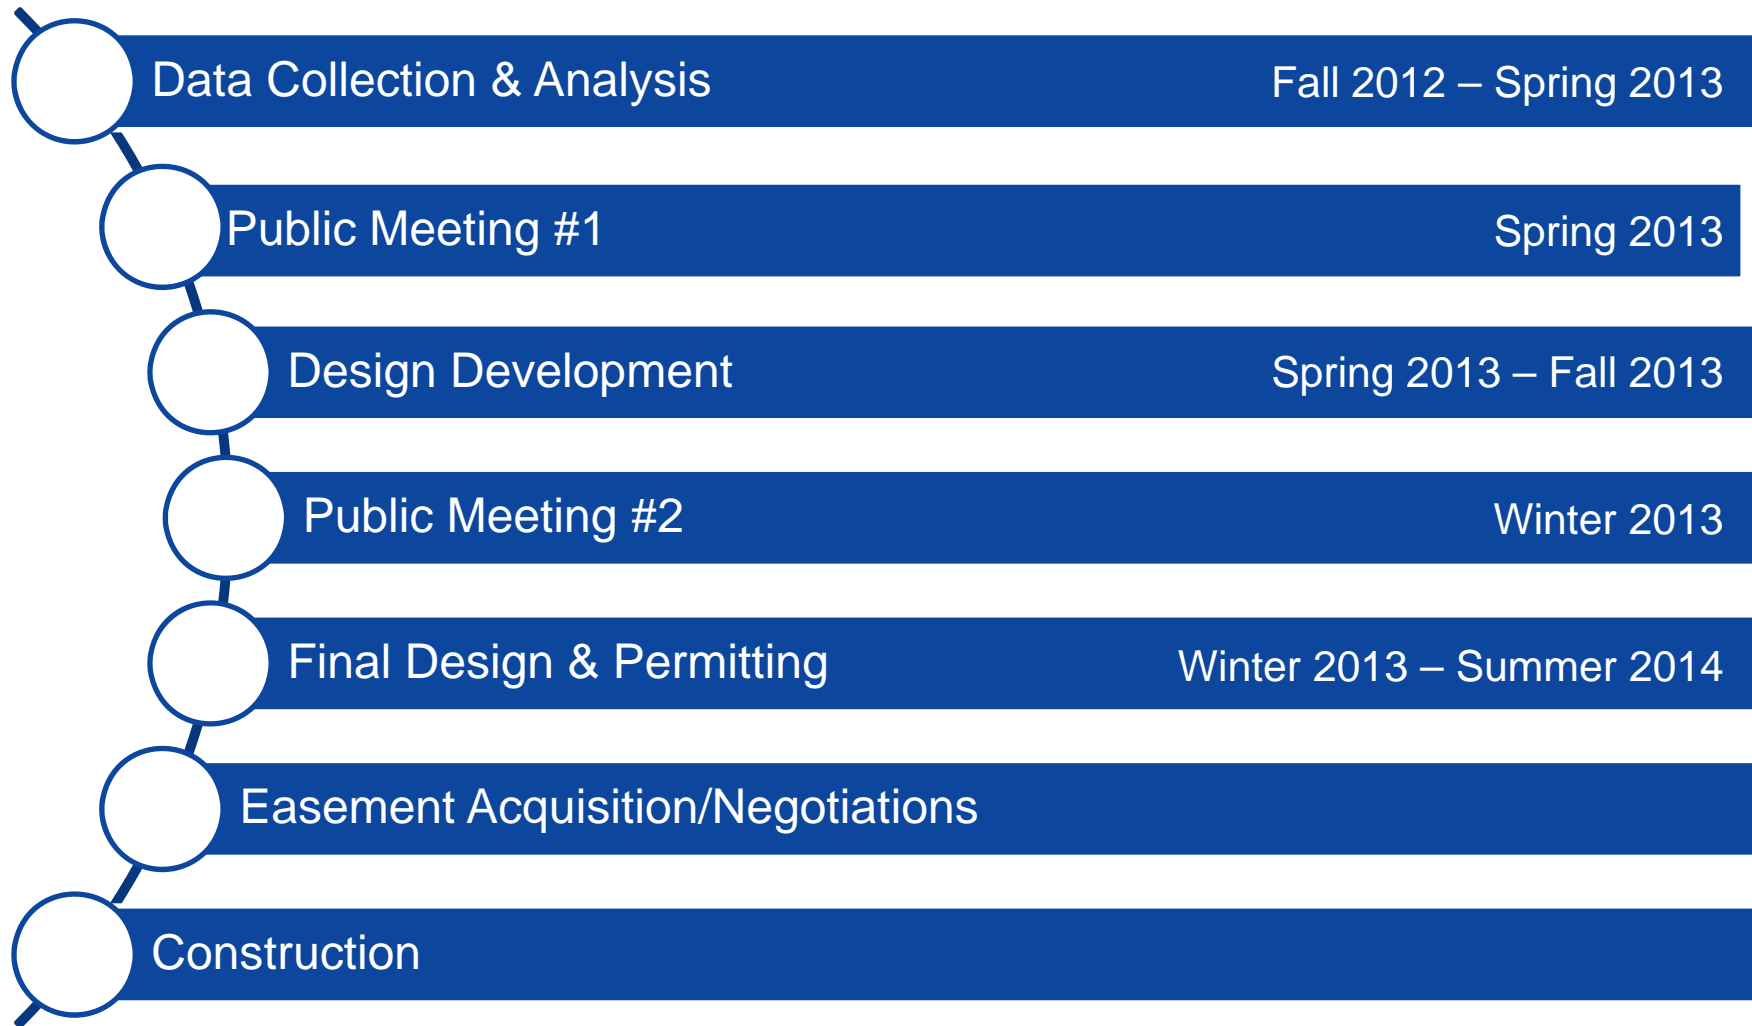 Data Collection & Analysis Fall 2012 – Spring 2013
Public Meeting #1 Spring 2013
Design Development Spring 2013 – Fall 2013
Public Meeting #2 Winter 2013
Final Design & Permitting Winter 2013 – Summer 2014
Easement Acquisition/Negotiations
Construction